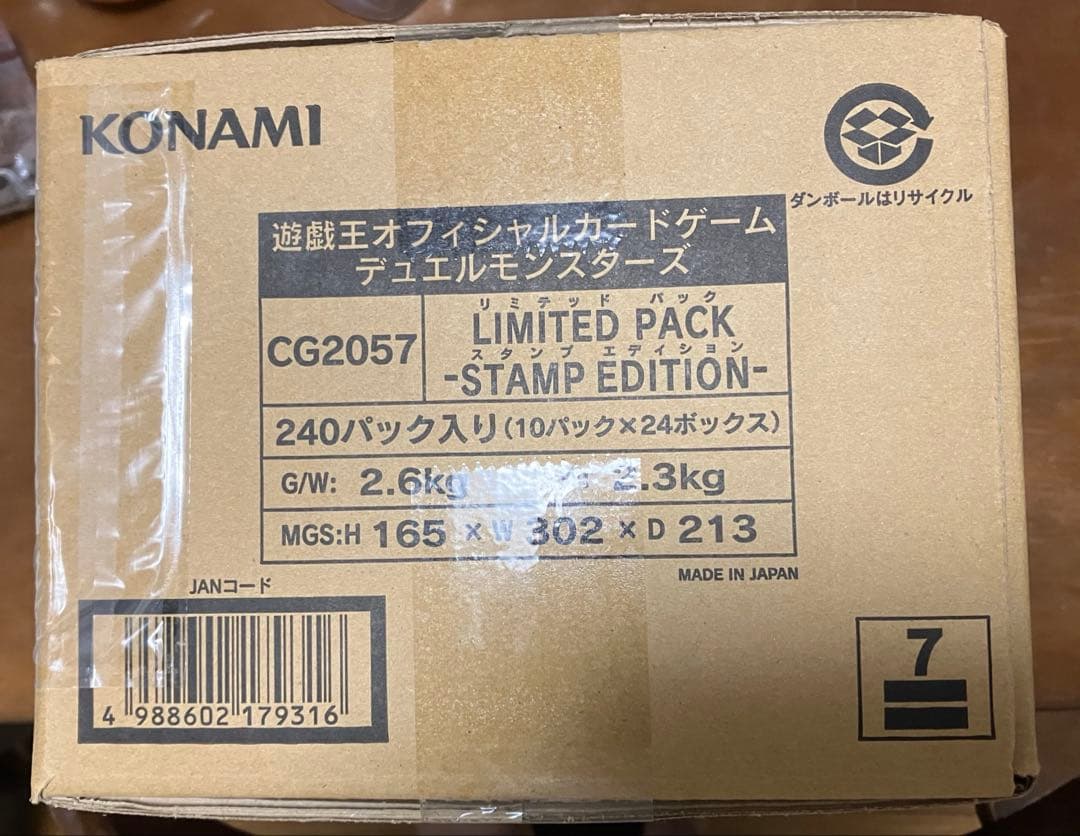 KONAMI
ダンボールはリサイクル
遊戯王オフィシャルカードゲーム
デュエルモンスターズ
CG2057
リミテッド パック
LIMITED PACK
スタンプ エディション
-STAMP EDITION-
240パック入り(10パック×24ボックス)
G/W: 2.6kg 2.3kg
MGS:H 165 × W 302 × D 213
MADE IN JAPAN
JANコード
4 988602 179316
7